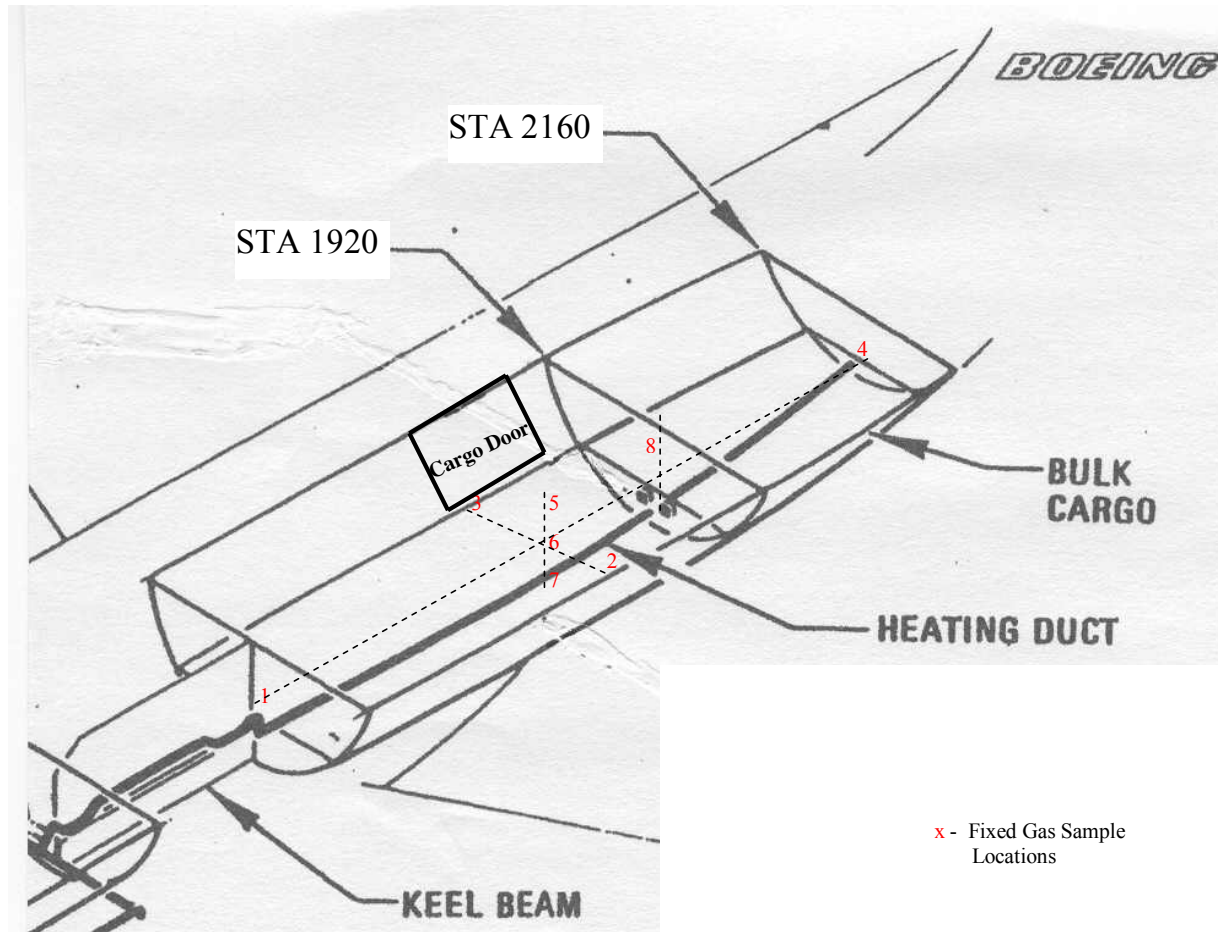 BOEING
STA 2160
STA 1920
4
Cargo Door
8
3
5
BULK
CARGO
6
2
7
HEATING DUCT
1
x - Fixed Gas Sample
Locations
KEEL BEAM